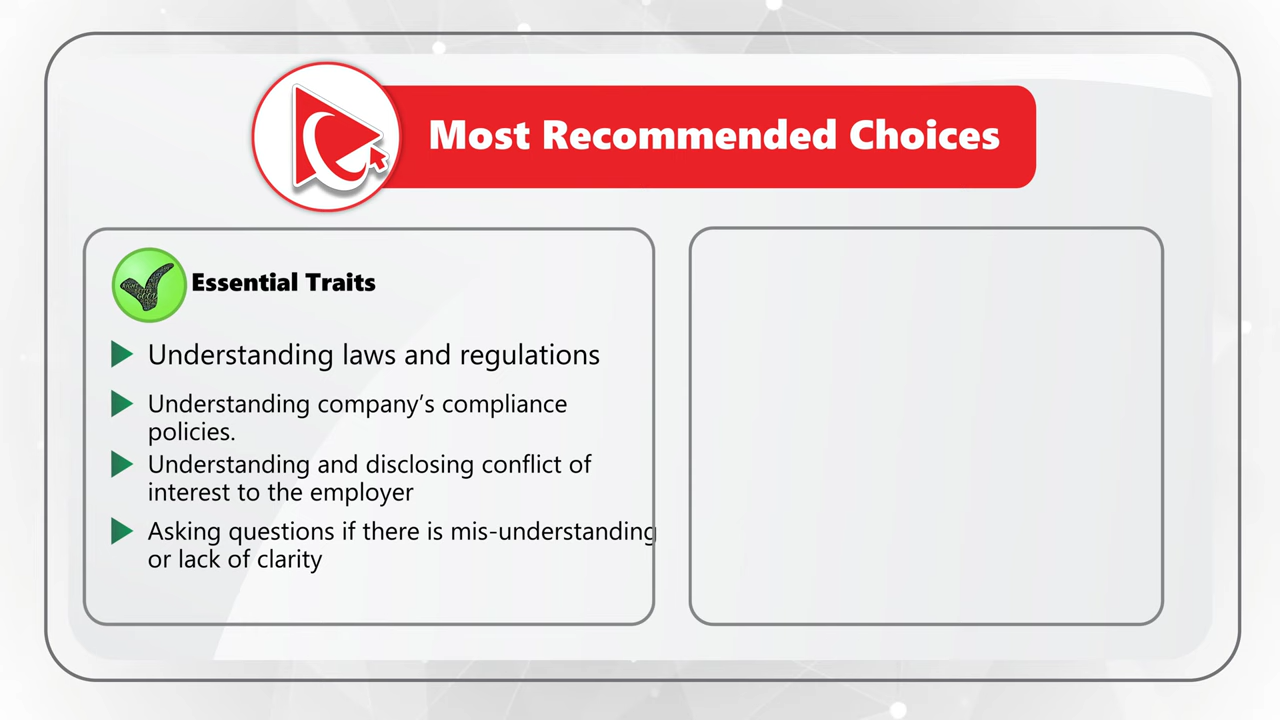 Most Recommended Choices
Essential Traits
Understanding laws and regulations
Understanding company’s compliance
policies.
Understanding and disclosing conflict of
interest to the employer
Asking questions if there is mis-understanding
or lack of clarity